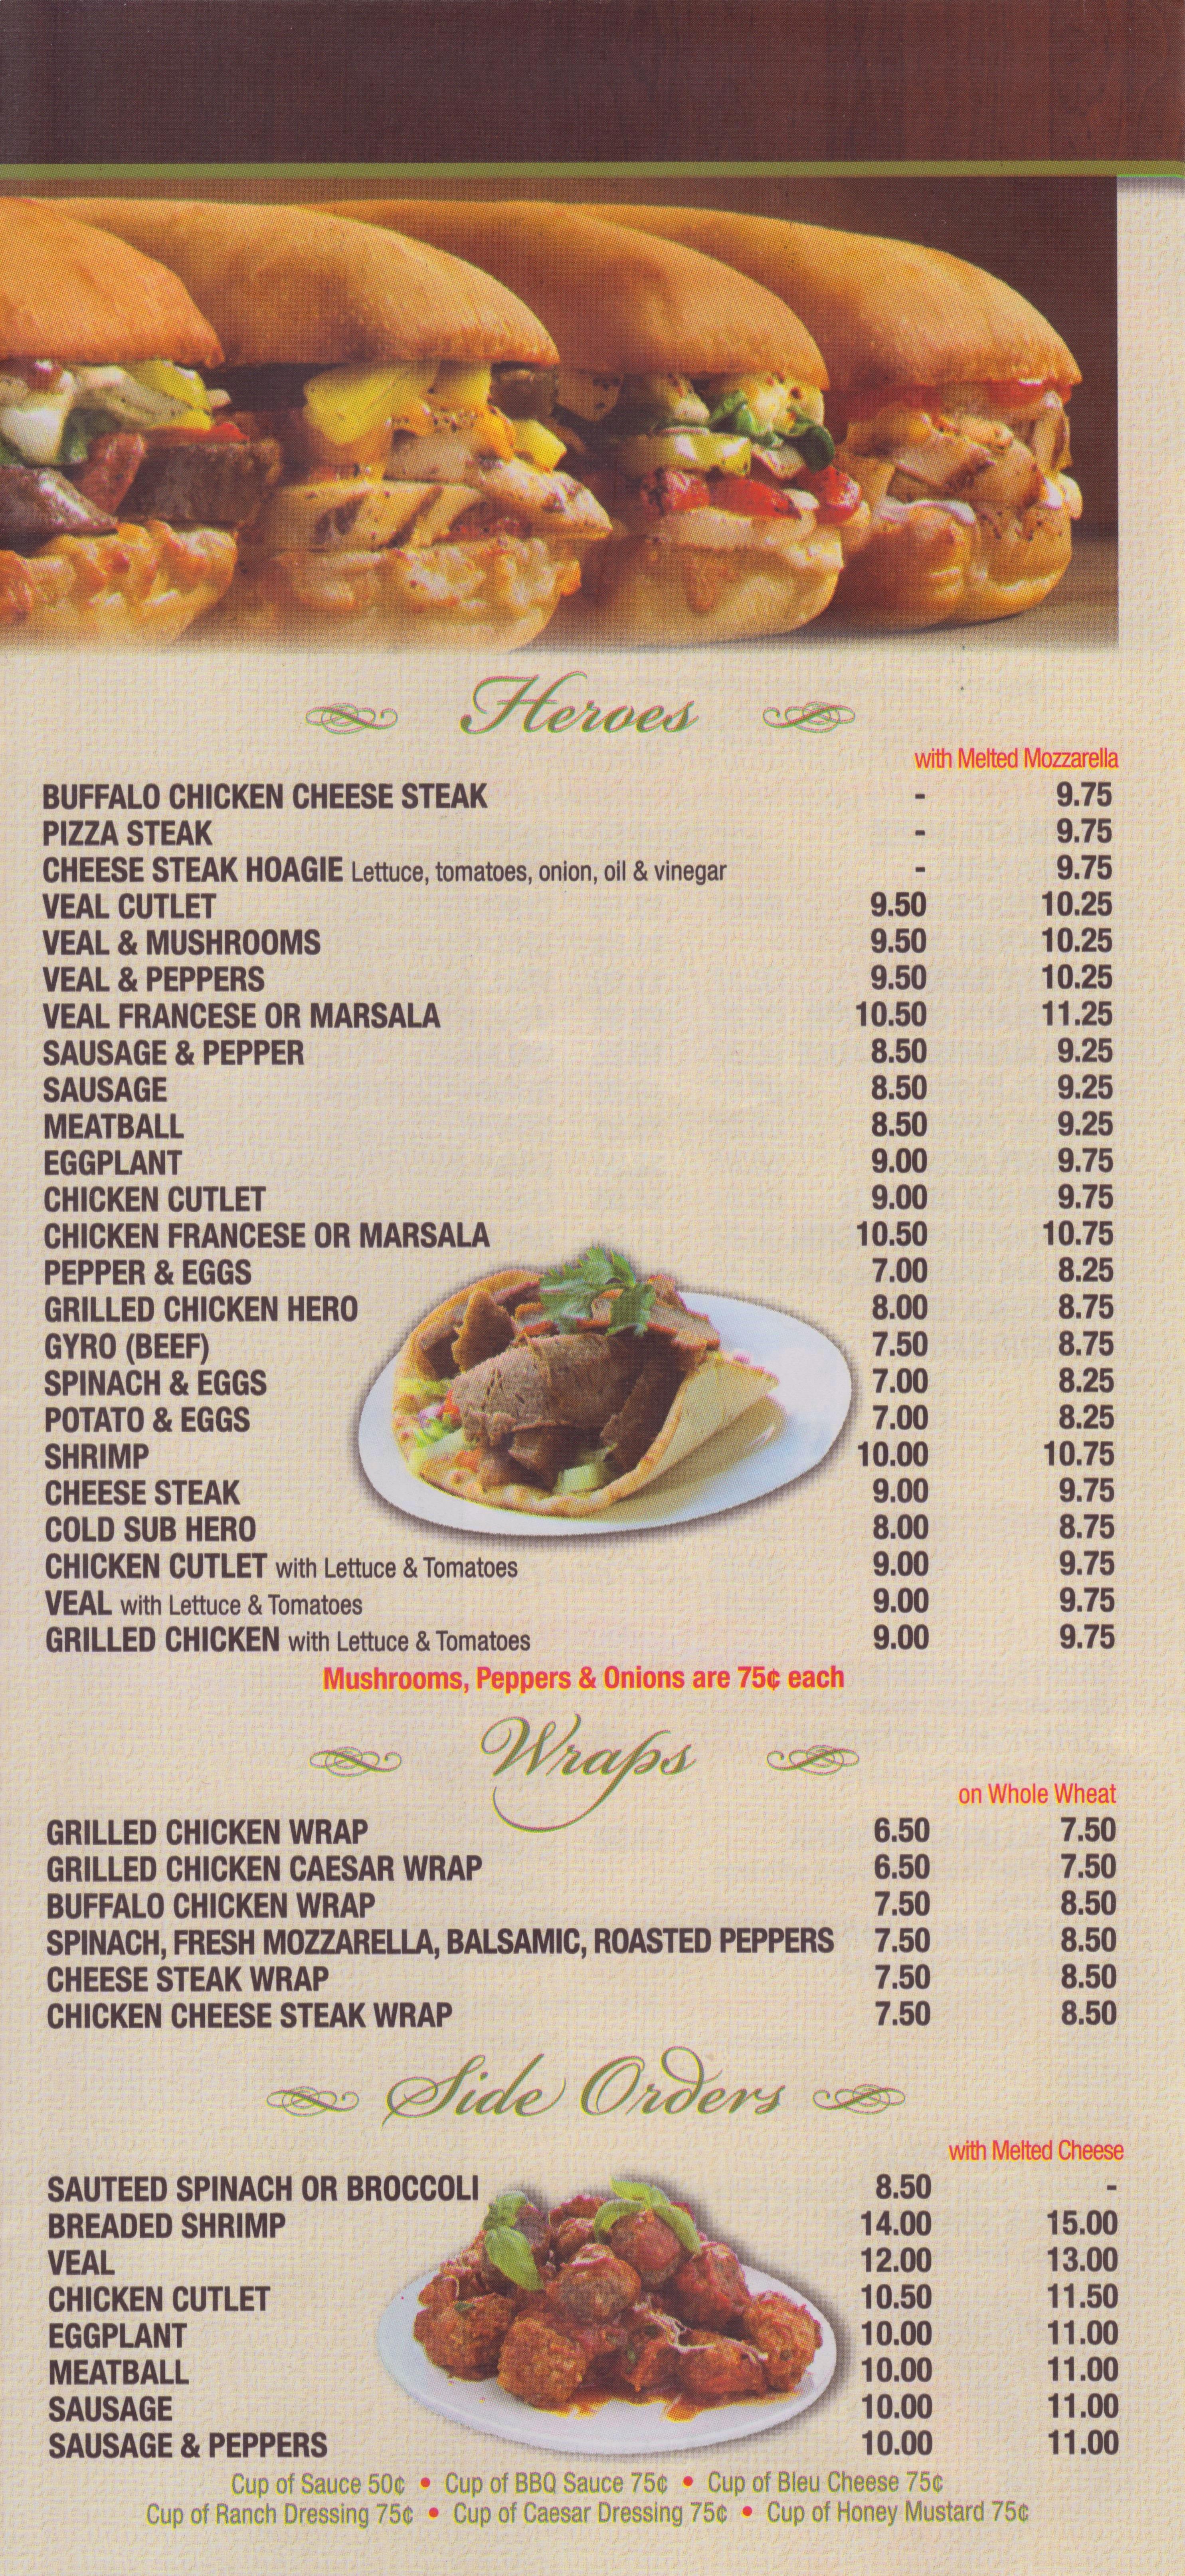 Heroes
with Melted Mozzarella
BUFFALO CHICKEN CHEESE STEAK - 9.75
PIZZA STEAK - 9.75
CHEESE STEAK HOAGIE Lettuce, tomatoes, onion, oil & vinegar - 9.75
VEAL CUTLET 9.50 10.25
VEAL & MUSHROOMS 9.50 10.25
VEAL & PEPPERS 9.50 10.25
VEAL FRANCESE OR MARSALA 10.50 11.25
SAUSAGE & PEPPER 8.50 9.25
SAUSAGE 8.50 9.25
MEATBALL 8.50 9.25
EGGPLANT 9.00 9.75
CHICKEN CUTLET 9.00 9.75
CHICKEN FRANCESE OR MARSALA 10.50 10.75
PEPPER & EGGS 7.00 8.25
GRILLED CHICKEN HERO 8.00 8.75
GYRO (BEEF) 7.50 8.75
SPINACH & EGGS 7.00 8.25
POTATO & EGGS 7.00 8.25
SHRIMP 10.00 10.75
CHEESE STEAK 9.00 9.75
COLD SUB HERO 8.00 8.75
CHICKEN CUTLET with Lettuce & Tomatoes 9.00 9.75
VEAL with Lettuce & Tomatoes 9.00 9.75
GRILLED CHICKEN with Lettuce & Tomatoes 9.00 9.75
Mushrooms, Peppers & Onions are 75¢ each
Wraps
on Whole Wheat
GRILLED CHICKEN WRAP 6.50 7.50
GRILLED CHICKEN CAESAR WRAP 6.50 7.50
BUFFALO CHICKEN WRAP 7.50 8.50
SPINACH, FRESH MOZZARELLA, BALSAMIC, ROASTED PEPPERS 7.50 8.50
CHEESE STEAK WRAP 7.50 8.50
CHICKEN CHEESE STEAK WRAP 7.50 8.50
Side Orders
with Melted Cheese
SAUTEED SPINACH OR BROCCOLI 8.50 -
BREADED SHRIMP 14.00 15.00
VEAL 12.00 13.00
CHICKEN CUTLET 10.50 11.50
EGGPLANT 10.00 11.00
MEATBALL 10.00 11.00
SAUSAGE 10.00 11.00
SAUSAGE & PEPPERS 10.00 11.00
Cup of Sauce 50¢ • Cup of BBQ Sauce 75¢ • Cup of Bleu Cheese 75¢
Cup of Ranch Dressing 75¢ • Cup of Caesar Dressing 75¢ • Cup of Honey Mustard 75¢